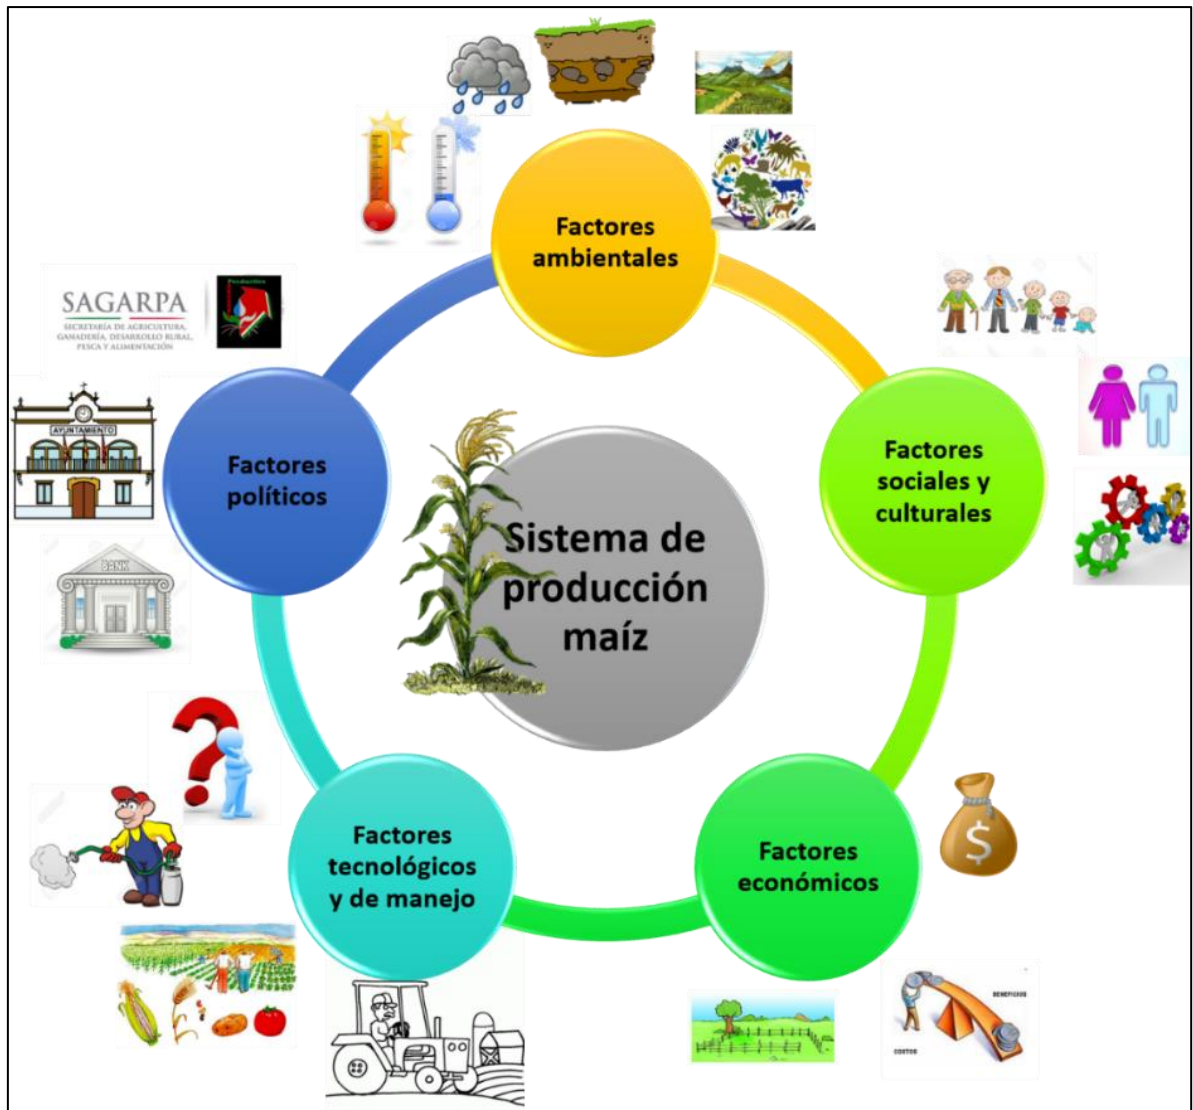 Factores
ambientales
SAGARPA
SECRETARÍA DE AGRICULTURA,
GANADERÍA, DESARROLLO RURAL,
PESCA Y ALIMENTACIÓN
AYUNTAMIENTO
Factores
políticos
Factores
sociales y
culturales
Sistema de
producción
maíz
BANK
Factores
tecnológicos
y de manejo
Factores
económicos
$
BENEFICIOS
COSTOS